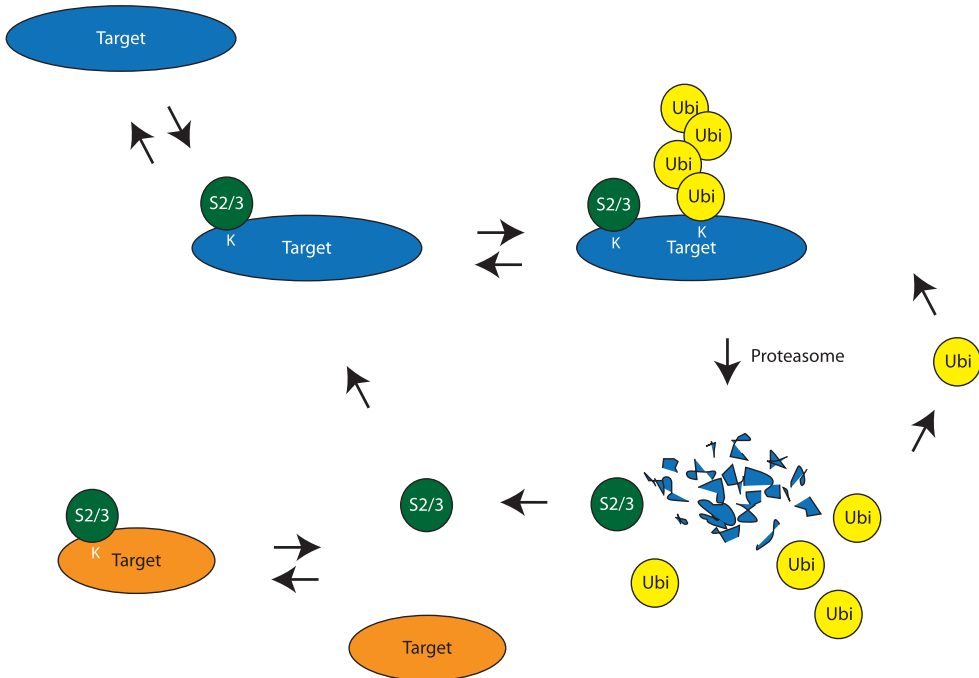 Target
S2/3
K
Target
Ubi
Ubi
Ubi
Ubi
S2/3
K
K
Target
Proteasome
Ubi
S2/3
K
Target
S2/3
S2/3
Ubi
Ubi
Ubi
Ubi
Target